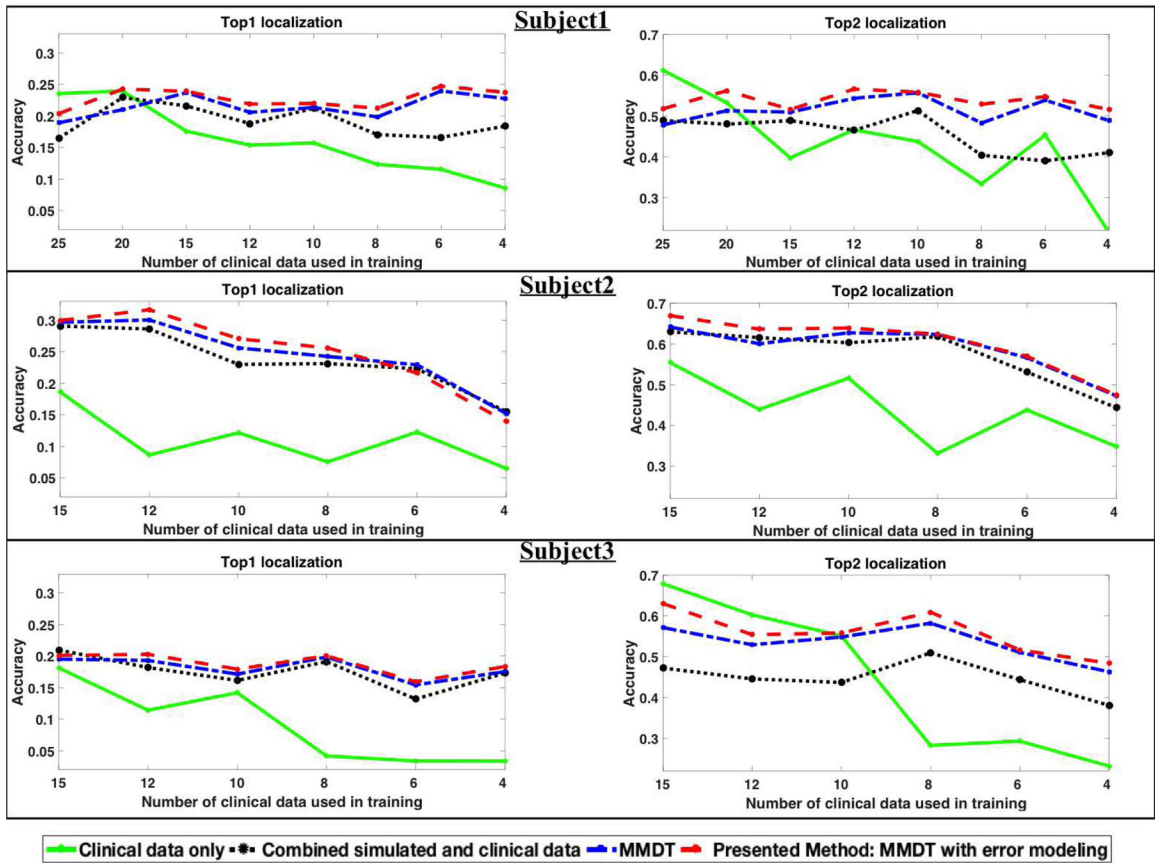 Subject1
Top1 localization
Accuracy
0.3
0.25
0.2
0.15
0.1
0.05
25 20 15 12 10 8 6 4
Number of clinical data used in training
Top2 localization
Accuracy
0.7
0.6
0.5
0.4
0.3
25 20 15 12 10 8 6 4
Number of clinical data used in training
Subject2
Top1 localization
Accuracy
0.3
0.25
0.2
0.15
0.1
0.05
15 12 10 8 6 4
Number of clinical data used in training
Top2 localization
Accuracy
0.7
0.6
0.5
0.4
0.3
15 12 10 8 6 4
Number of clinical data used in training
Subject3
Top1 localization
Accuracy
0.3
0.25
0.2
0.15
0.1
0.05
15 12 10 8 6 4
Number of clinical data used in training
Top2 localization
Accuracy
0.7
0.6
0.5
0.4
0.3
15 12 10 8 6 4
Number of clinical data used in training
Clinical data only Combined simulated and clinical data MMDT Presented Method: MMDT with error modeling